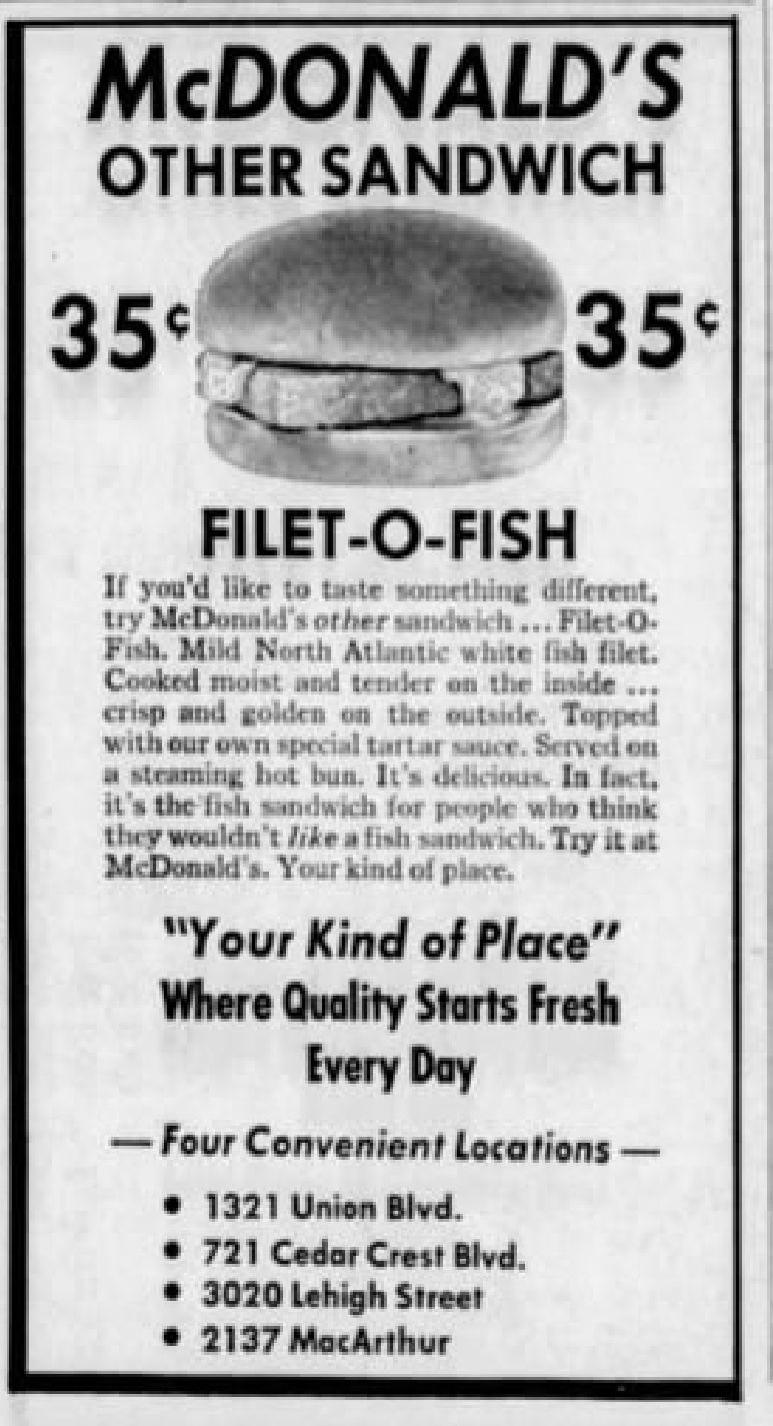 McDONALD'S
OTHER SANDWICH
35¢ 35¢
FILET-O-FISH
If you'd like to taste something different,
try McDonald's other sandwich ... Filet-O-
Fish. Mild North Atlantic white fish filet.
Cooked moist and tender on the inside ...
crisp and golden on the outside. Topped
with our own special tartar sauce. Served on
a steaming hot bun. It's delicious. In fact,
it's the fish sandwich for people who think
they wouldn't like a fish sandwich. Try it at
McDonald's. Your kind of place.
"Your Kind of Place"
Where Quality Starts Fresh
Every Day
— Four Convenient Locations —
• 1321 Union Blvd.
• 721 Cedar Crest Blvd.
• 3020 Lehigh Street
• 2137 MacArthur